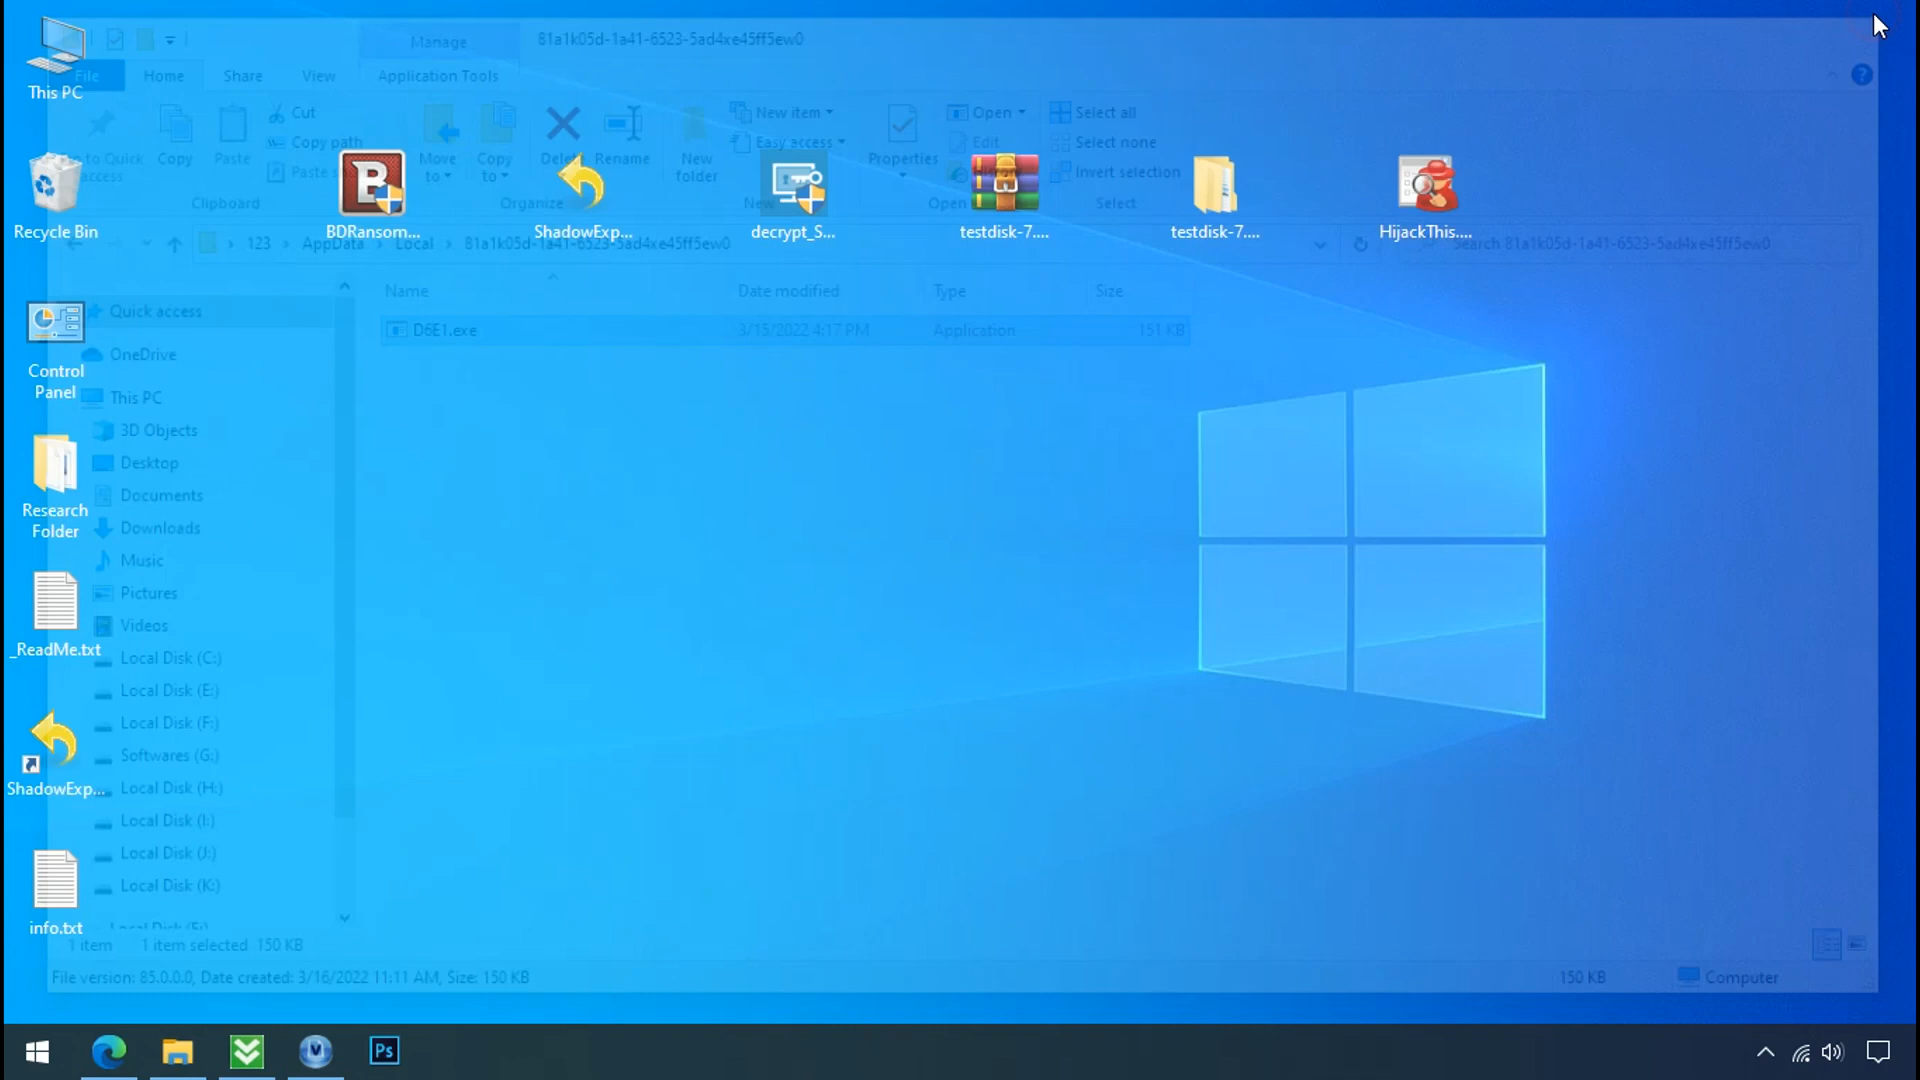 Manage
81a1k05d-1a41-6523-5ad4xe45ff5ew0
File
Home
Share
View
Application Tools
This PC
to Quick
access
Copy
Paste
Cut
Copy path
Paste
Clipboard
Move
to
Copy
to
Delete
Rename
Organize
New
folder
New item
Easy access
New
Properties
Open
Edit
Open
Select all
Select none
Invert selection
Select
Recycle Bin
BDRansom...
ShadowExp...
decrypt_S...
testdisk-7....
testdisk-7....
HijackThis....
123
AppData
Local
81a1k05d-1a41-6523-5ad4xe45ff5ew0
Search 81a1k05d-1a41-6523-5ad4xe45ff5ew0
Name
Date modified
Type
Size
D6E1.exe
3/15/2022 4:17 PM
Application
151 KB
Quick access
OneDrive
This PC
3D Objects
Desktop
Documents
Downloads
Music
Pictures
Videos
Local Disk (C:)
Local Disk (E:)
Local Disk (F:)
Softwares (G:)
Local Disk (H:)
Local Disk (I:)
Local Disk (J:)
Local Disk (K:)
Control
Panel
Research
Folder
_ReadMe.txt
ShadowExp...
info.txt
1 item
1 item selected 150 KB
File version: 85.0.0.0, Date created: 3/16/2022 11:11 AM, Size: 150 KB
150 KB
Computer
Ps